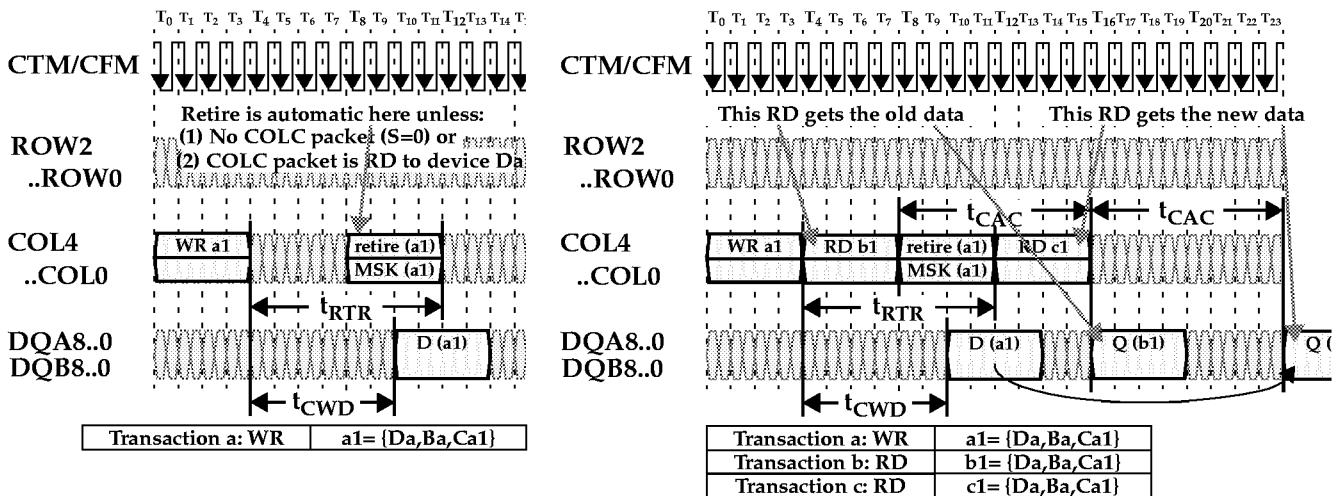 T0 T1 T2 T3 T4 T5 T6 T7 T8 T9 T10 T11 T12 T13 T14
CTM/CFM
Retire is automatic here unless:
(1) No COLC packet (S=0) or
(2) COLC packet is RD to device Da
ROW2
..ROW0
COL4
..COL0
WR a1
retire (a1)
MSK (a1)
tRTR
DQA8..0
DQB8..0
D (a1)
tCWD
Transaction a: WR a1= {Da,Ba,Ca1}
T0 T1 T2 T3 T4 T5 T6 T7 T8 T9 T10 T11 T12 T13 T14 T15 T16 T17 T18 T19 T20 T21 T22 T23
CTM/CFM
This RD gets the old data
This RD gets the new data
ROW2
..ROW0
tCAC
tCAC
COL4
..COL0
WR a1
RD b1
retire (a1)
RD c1
MSK (a1)
tRTR
DQA8..0
DQB8..0
D (a1)
Q (b1)
Q (
tCWD
Transaction a: WR a1= {Da,Ba,Ca1}
Transaction b: RD b1= {Da,Ba,Ca1}
Transaction c: RD c1= {Da,Ba,Ca1}